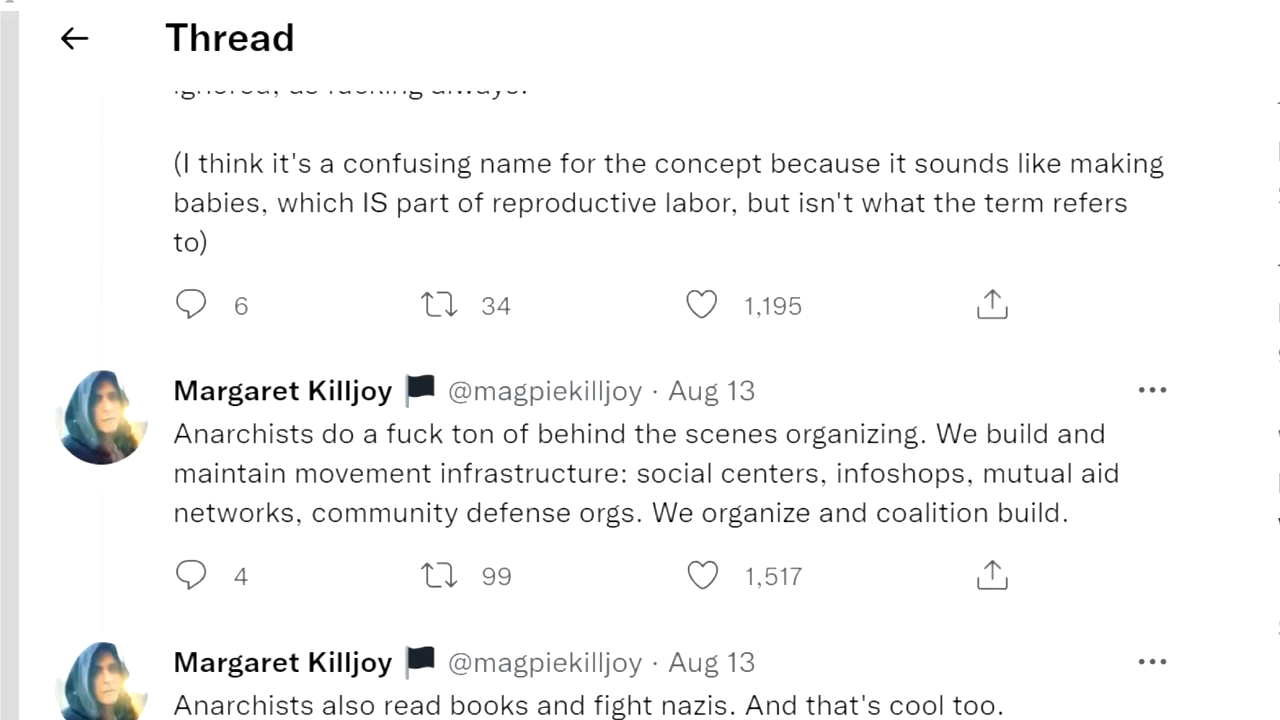 Thread
ignored, as fucking always.
(I think it's a confusing name for the concept because it sounds like making
babies, which IS part of reproductive labor, but isn't what the term refers
to)
6 34 1,195
Margaret Killjoy 🏴 @magpiekilljoy · Aug 13
Anarchists do a fuck ton of behind the scenes organizing. We build and
maintain movement infrastructure: social centers, infoshops, mutual aid
networks, community defense orgs. We organize and coalition build.
4 99 1,517
Margaret Killjoy 🏴 @magpiekilljoy · Aug 13
Anarchists also read books and fight nazis. And that's cool too.